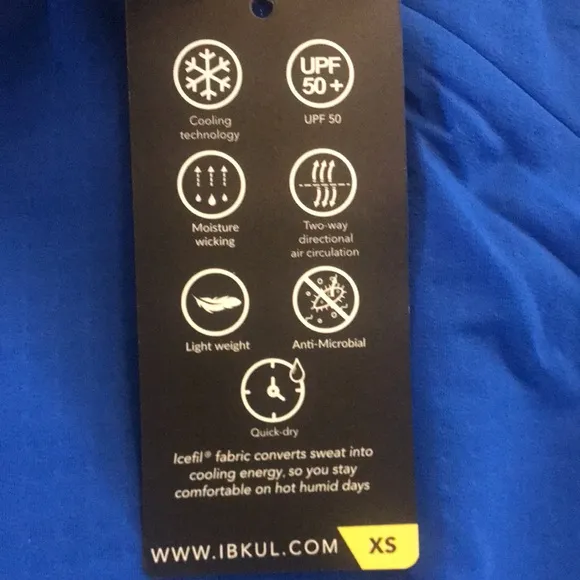 UPF
50 +
Cooling
technology
UPF 50
Moisture
wicking
Two-way
directional
air circulation
Light weight
Anti-Microbial
Quick-dry
Icefil® fabric converts sweat into
cooling energy, so you stay
comfortable on hot humid days
WWW.IBKUL.COM
XS